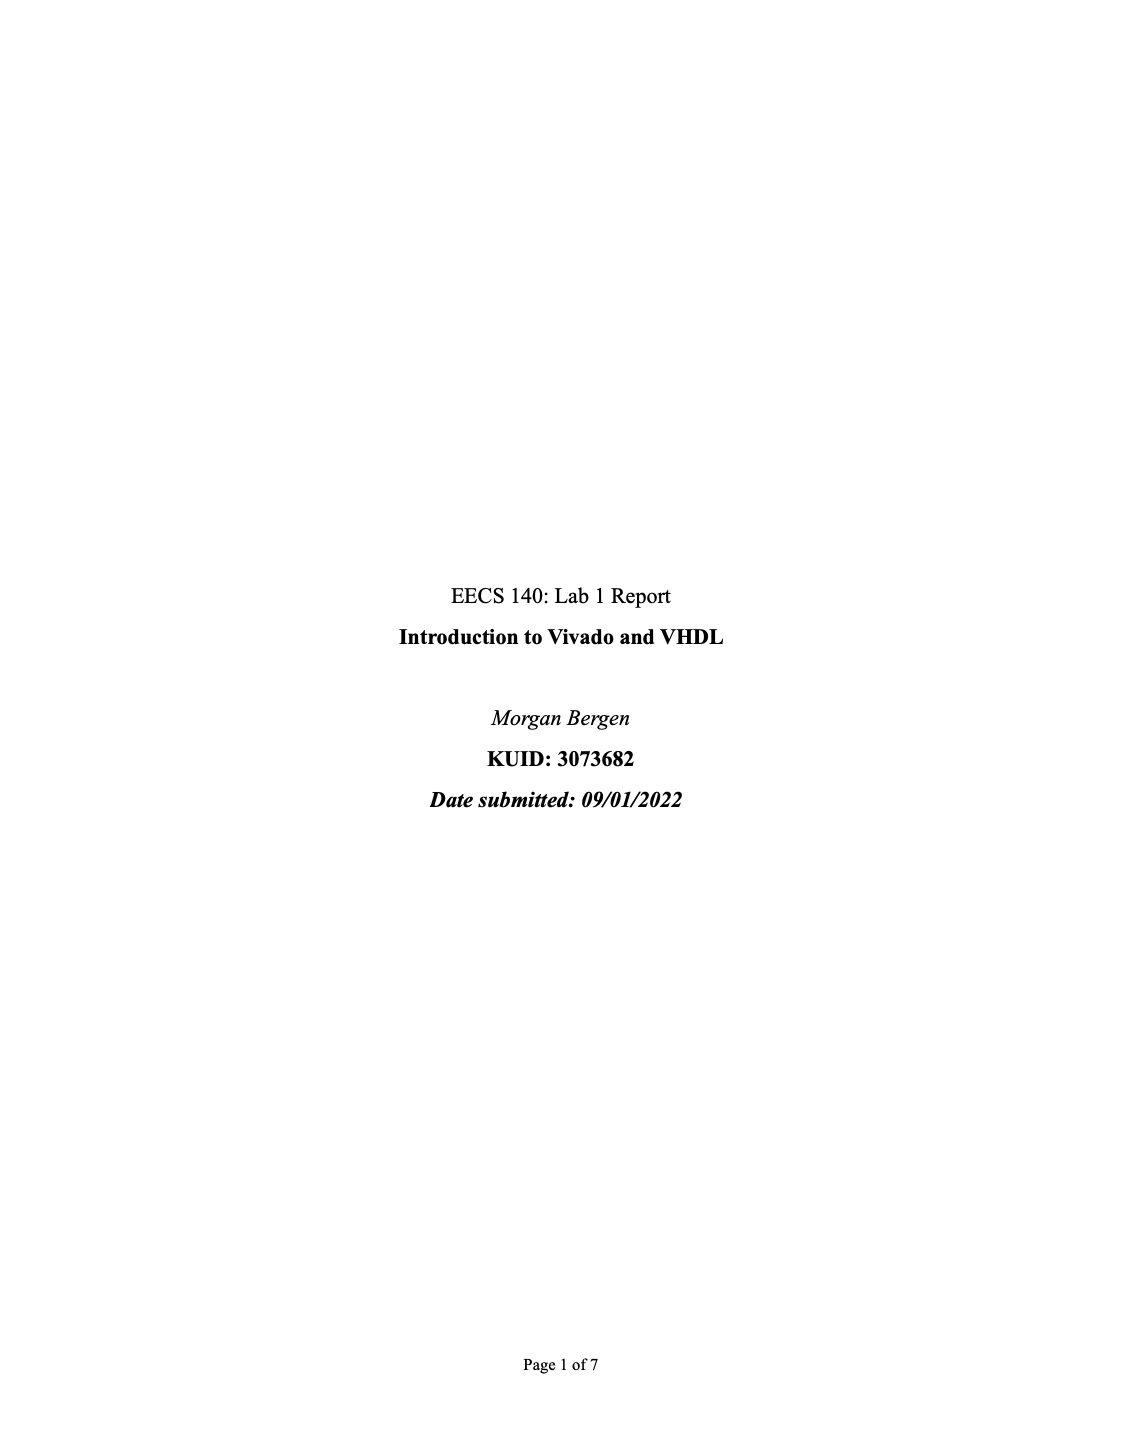 EECS 140: Lab 1 Report
Introduction to Vivado and VHDL
Morgan Bergen
KUID: 3073682
Date submitted: 09/01/2022
Page 1 of 7